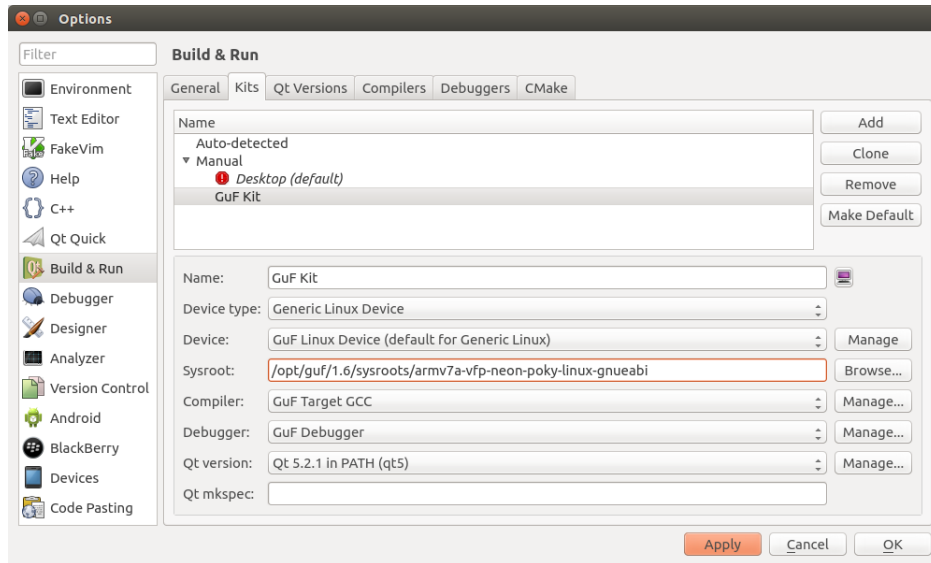 Options
Filter
Environment
Text Editor
FakeVim
Help
C++
Qt Quick
Build & Run
Debugger
Designer
Analyzer
Version Control
Android
BlackBerry
Devices
Code Pasting
Build & Run
General Kits Qt Versions Compilers Debuggers CMake
Name
Auto-detected
Manual
Desktop (default)
GuF Kit
Add
Clone
Remove
Make Default
Name: GuF Kit
Device type: Generic Linux Device
Device: GuF Linux Device (default for Generic Linux) Manage
Sysroot: /opt/guf/1.6/sysroots/armv7a-vfp-neon-poky-linux-gnueabi Browse...
Compiler: GuF Target GCC Manage...
Debugger: GuF Debugger Manage...
Qt version: Qt 5.2.1 in PATH (qt5) Manage...
Qt mkspec:
Apply Cancel OK